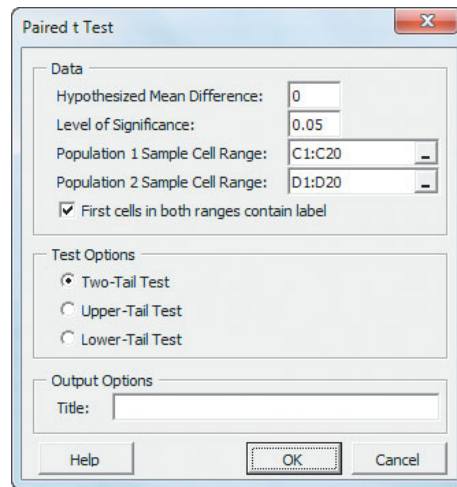 Paired t Test
Data
Hypothesized Mean Difference: 0
Level of Significance: 0.05
Population 1 Sample Cell Range: C1:C20
Population 2 Sample Cell Range: D1:D20
First cells in both ranges contain label
Test Options
Two-Tail Test
Upper-Tail Test
Lower-Tail Test
Output Options
Title:
Help OK Cancel